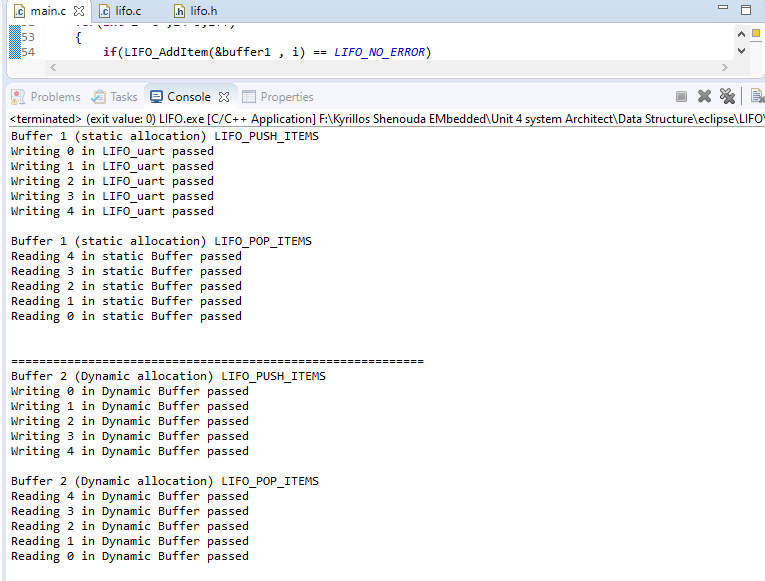 main.c lifo.c lifo.h
53 {
54 if(LIFO_AddItem(&buffer1 , i) == LIFO_NO_ERROR)
Problems Tasks Console Properties
<terminated> (exit value: 0) LIFO.exe [C/C++ Application] F:\Kyrillos Shenouda EMbedded\Unit 4 system Architect\Data Structure\eclipse\LIFO\
Buffer 1 (static allocation) LIFO_PUSH_ITEMS
Writing 0 in LIFO_uart passed
Writing 1 in LIFO_uart passed
Writing 2 in LIFO_uart passed
Writing 3 in LIFO_uart passed
Writing 4 in LIFO_uart passed
Buffer 1 (static allocation) LIFO_POP_ITEMS
Reading 4 in static Buffer passed
Reading 3 in static Buffer passed
Reading 2 in static Buffer passed
Reading 1 in static Buffer passed
Reading 0 in static Buffer passed
===========================================================
Buffer 2 (Dynamic allocation) LIFO_PUSH_ITEMS
Writing 0 in Dynamic Buffer passed
Writing 1 in Dynamic Buffer passed
Writing 2 in Dynamic Buffer passed
Writing 3 in Dynamic Buffer passed
Writing 4 in Dynamic Buffer passed
Buffer 2 (Dynamic allocation) LIFO_POP_ITEMS
Reading 4 in Dynamic Buffer passed
Reading 3 in Dynamic Buffer passed
Reading 2 in Dynamic Buffer passed
Reading 1 in Dynamic Buffer passed
Reading 0 in Dynamic Buffer passed